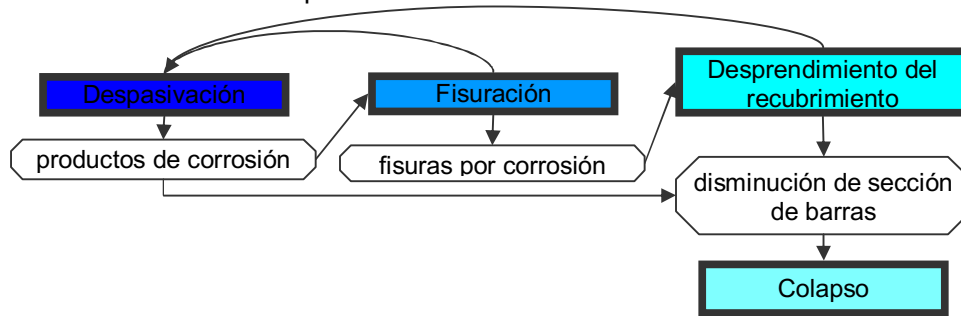 Despasivación
Fisuración
Desprendimiento del
recubrimiento
productos de corrosión
fisuras por corrosión
disminución de sección
de barras
Colapso